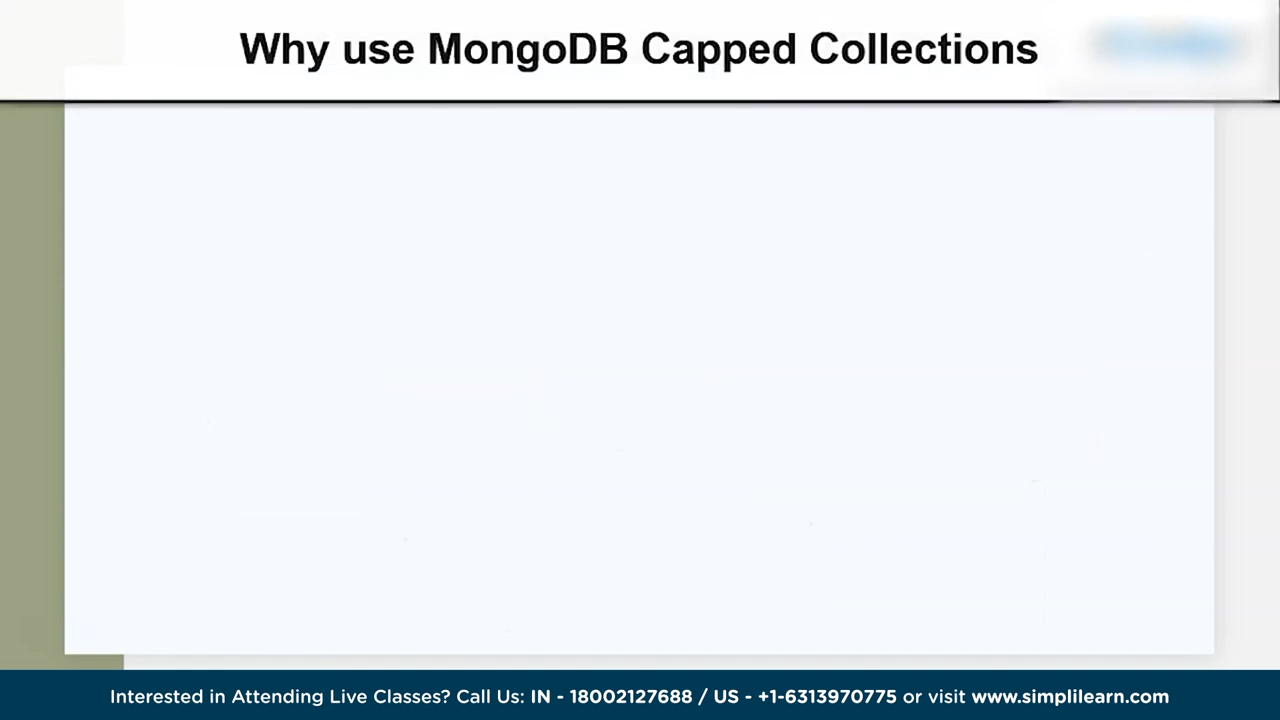 Why use MongoDB Capped Collections
Interested in Attending Live Classes? Call Us: IN - 18002127688 / US - +1-6313970775 or visit www.simplilearn.com